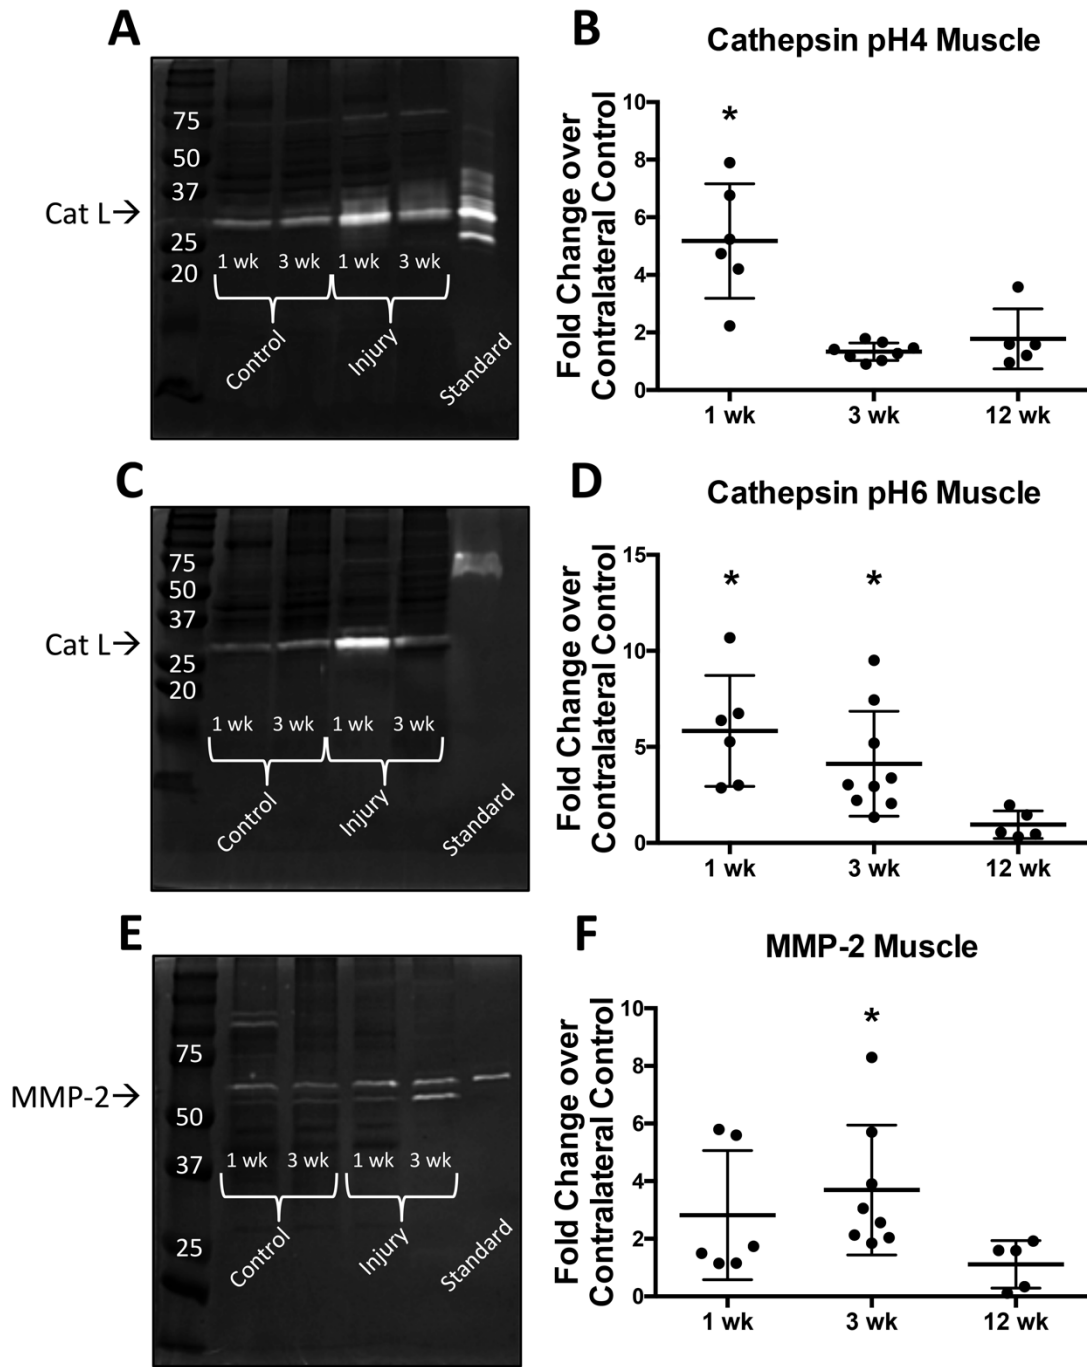 A
75
50
37
25
20
Cat L→
1 wk 3 wk 1 wk 3 wk
Control
Injury
Standard
B
Cathepsin pH4 Muscle
Fold Change over
Contralateral Control
10
8
6
4
2
0
*
1 wk 3 wk 12 wk
C
75
50
37
25
20
Cat L→
1 wk 3 wk 1 wk 3 wk
Control
Injury
Standard
D
Cathepsin pH6 Muscle
Fold Change over
Contralateral Control
15
10
5
0
* *
1 wk 3 wk 12 wk
E
75
50
37
25
MMP-2→
1 wk 3 wk 1 wk 3 wk
Control
Injury
Standard
F
MMP-2 Muscle
Fold Change over
Contralateral Control
10
8
6
4
2
0
*
1 wk 3 wk 12 wk